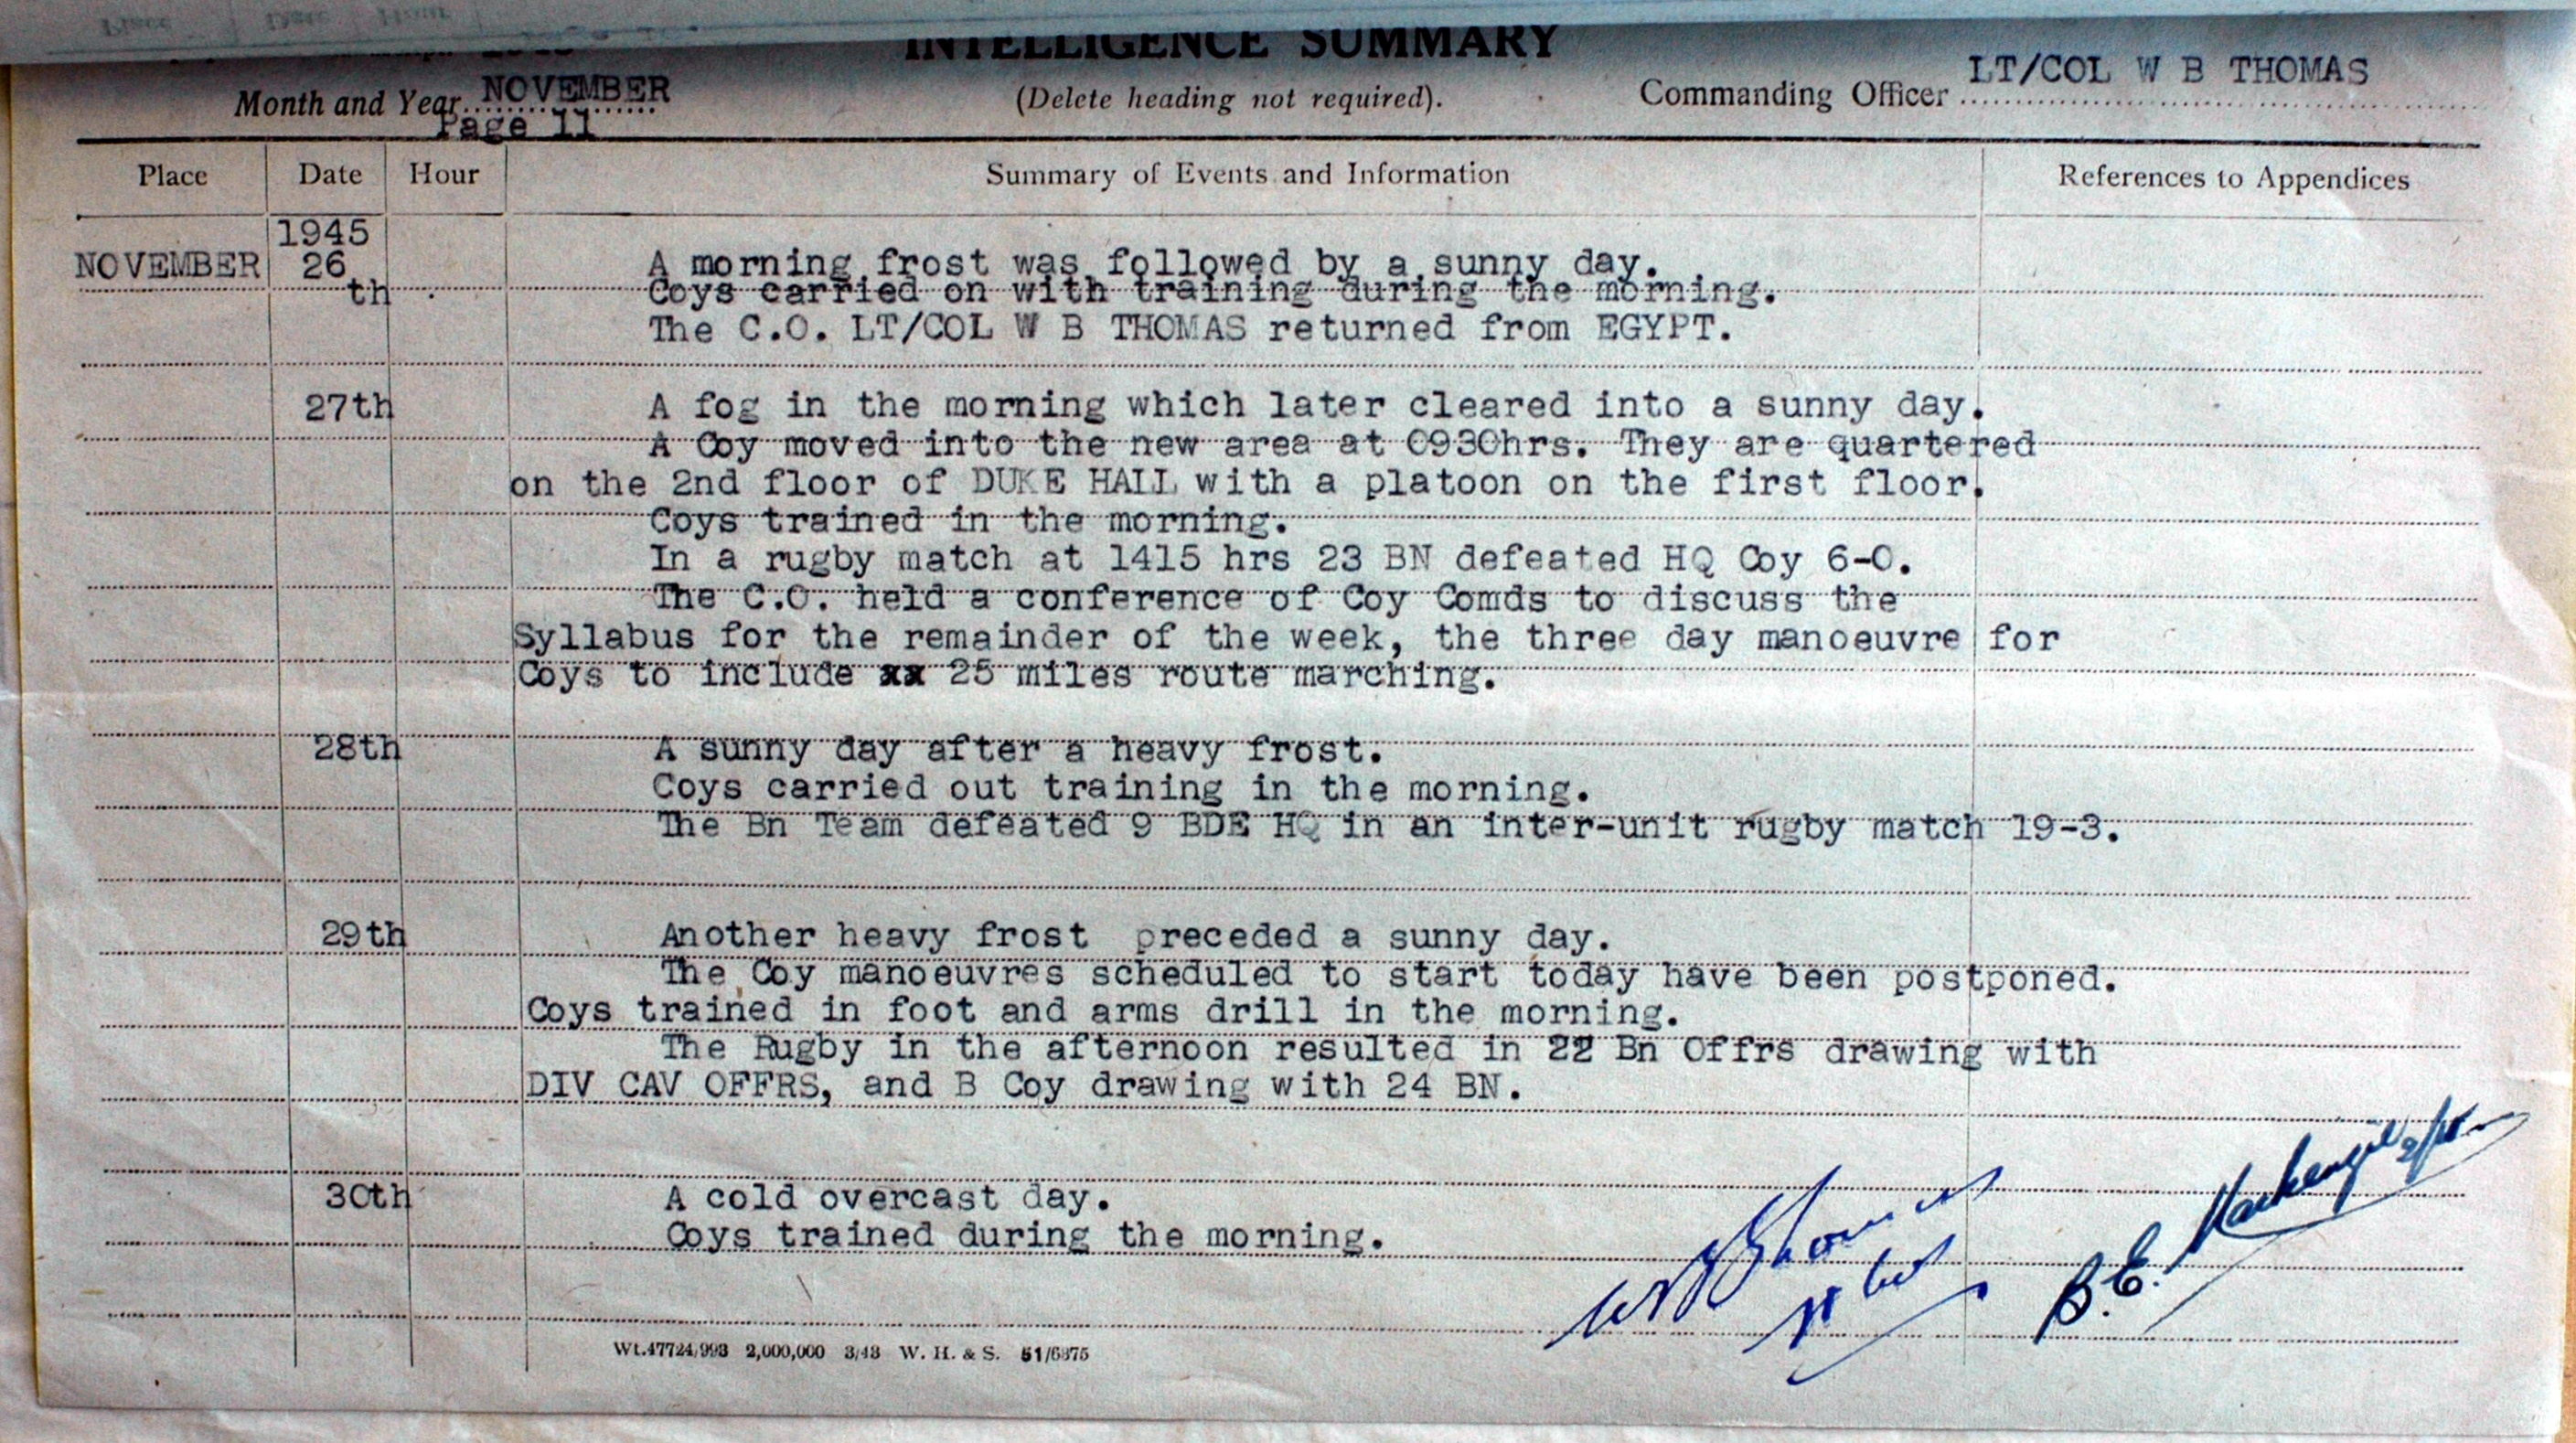 INTELLIGENCE SUMMARY
Month and Year NOVEMBER
(Delete heading not required).
Commanding Officer LT/COL W B THOMAS
Page 11
Place Date Hour Summary of Events and Information References to Appendices
1945
NOVEMBER 26 A morning frost was followed by a sunny day.
th Coys carried on with training during the morning.
The C.O. LT/COL W B THOMAS returned from EGYPT.
27th A fog in the morning which later cleared into a sunny day.
A Coy moved into the new area at 0930hrs. They are quartered
on the 2nd floor of DUKE HALL with a platoon on the first floor.
Coys trained in the morning.
In a rugby match at 1415 hrs 23 BN defeated HQ Coy 6-0.
The C.O. held a conference of Coy Comds to discuss the
Syllabus for the remainder of the week, the three day manoeuvre for
Coys to include xx 25 miles route marching.
28th A sunny day after a heavy frost.
Coys carried out training in the morning.
The Bn Team defeated 9 BDE HQ in an inter-unit rugby match 19-3.
29th Another heavy frost preceded a sunny day.
The Coy manoeuvres scheduled to start today have been postponed.
Coys trained in foot and arms drill in the morning.
The Rugby in the afternoon resulted in 22 Bn Offrs drawing with
DIV CAV OFFRS, and B Coy drawing with 24 BN.
30th A cold overcast day.
Coys trained during the morning.
W B Thomas
B.E. Mackenzie 2/Lt.
Wt.47724/993 2,000,000 3/43 W. H. & S. 51/6375